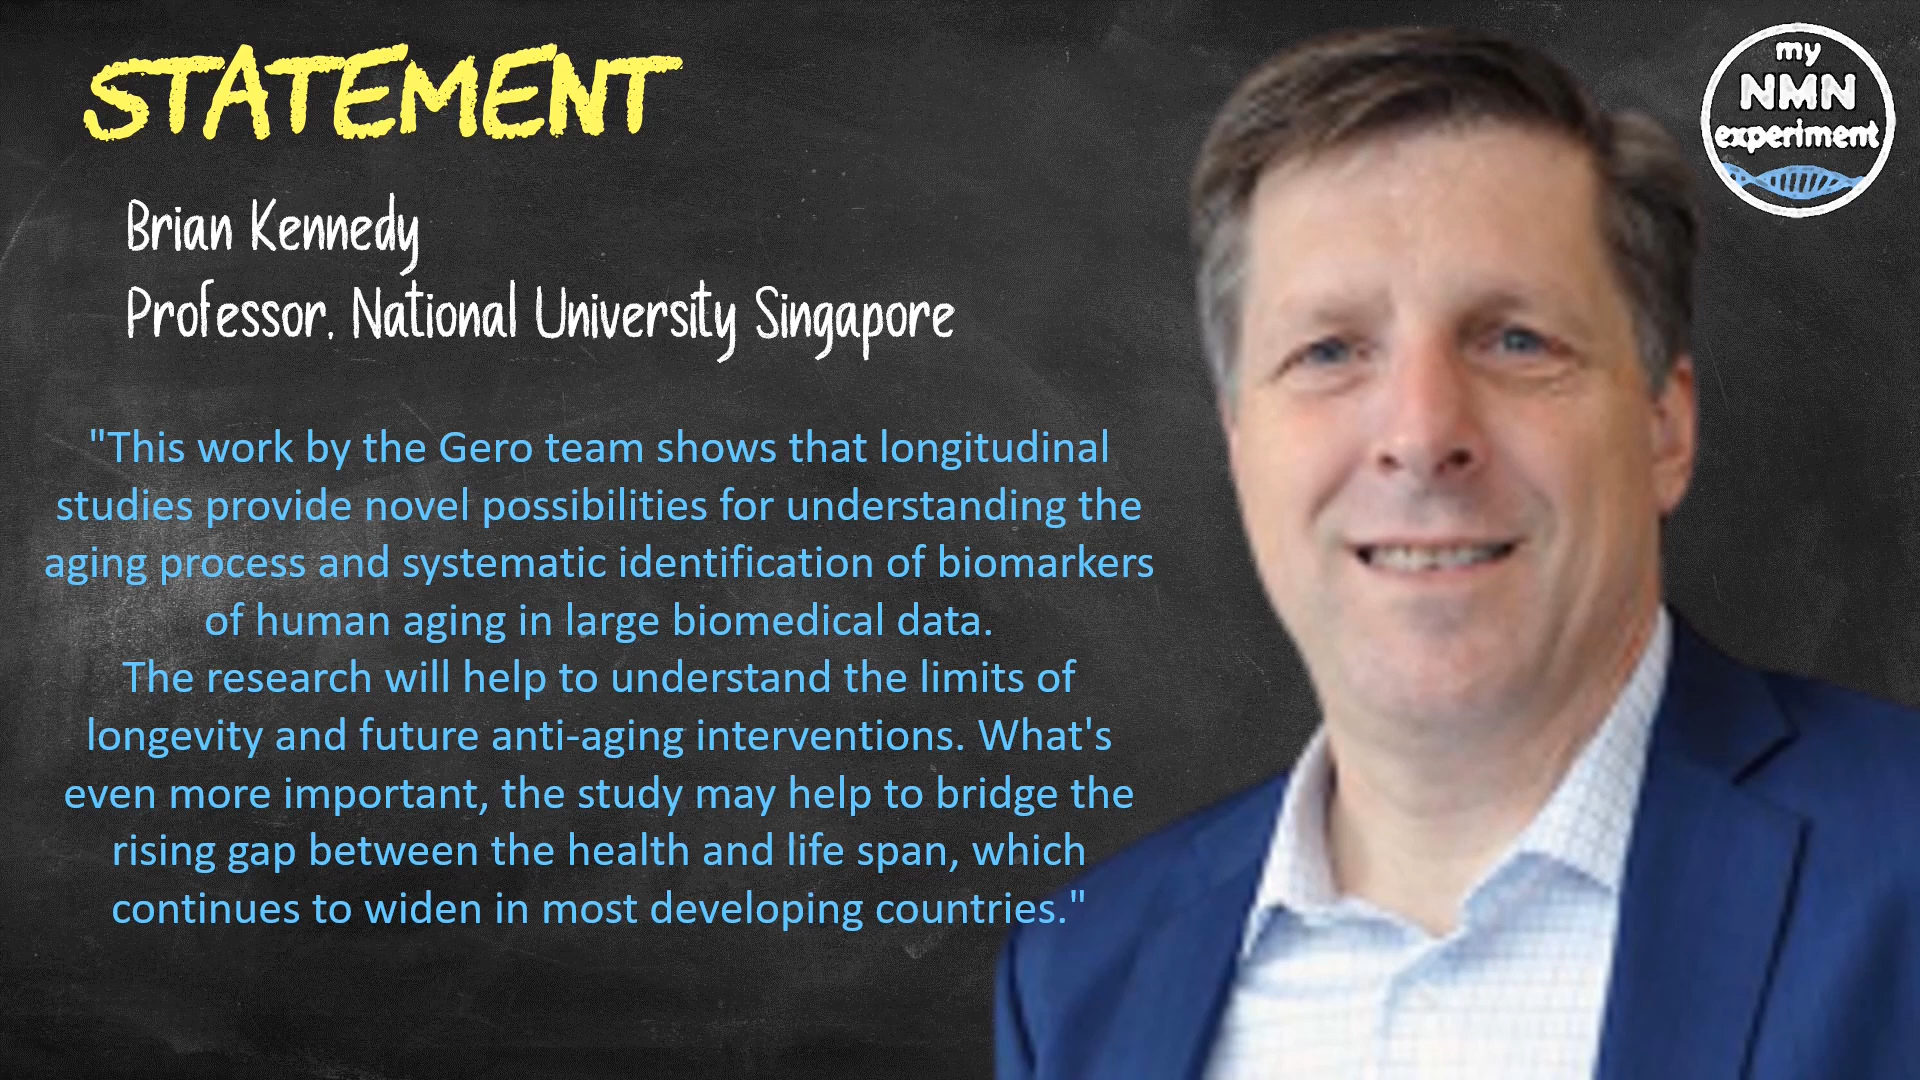 STATEMENT
my
NMN
experiment
Brian Kennedy
Professor, National University Singapore
"This work by the Gero team shows that longitudinal
studies provide novel possibilities for understanding the
aging process and systematic identification of biomarkers
of human aging in large biomedical data.
The research will help to understand the limits of
longevity and future anti-aging interventions. What's
even more important, the study may help to bridge the
rising gap between the health and life span, which
continues to widen in most developing countries."